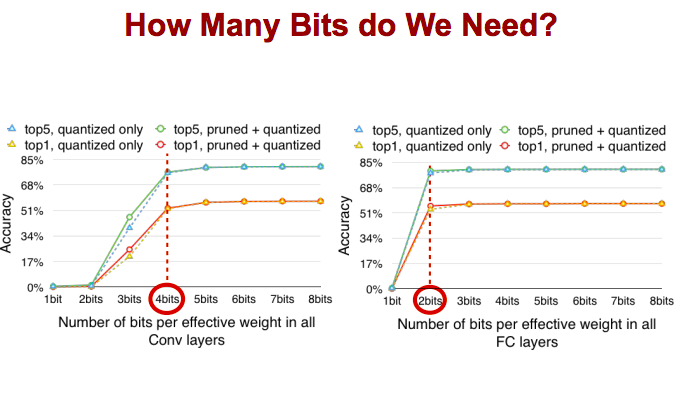 How Many Bits do We Need?
top5, quantized only
top5, pruned + quantized
top1, quantized only
top1, pruned + quantized
85%
68%
51%
34%
17%
0%
Accuracy
1bit 2bits 3bits 4bits 5bits 6bits 7bits 8bits
Number of bits per effective weight in all
Conv layers
top5, quantized only
top5, pruned + quantized
top1, quantized only
top1, pruned + quantized
85%
68%
51%
34%
17%
0%
Accuracy
1bit 2bits 3bits 4bits 5bits 6bits 7bits 8bits
Number of bits per effective weight in all
FC layers